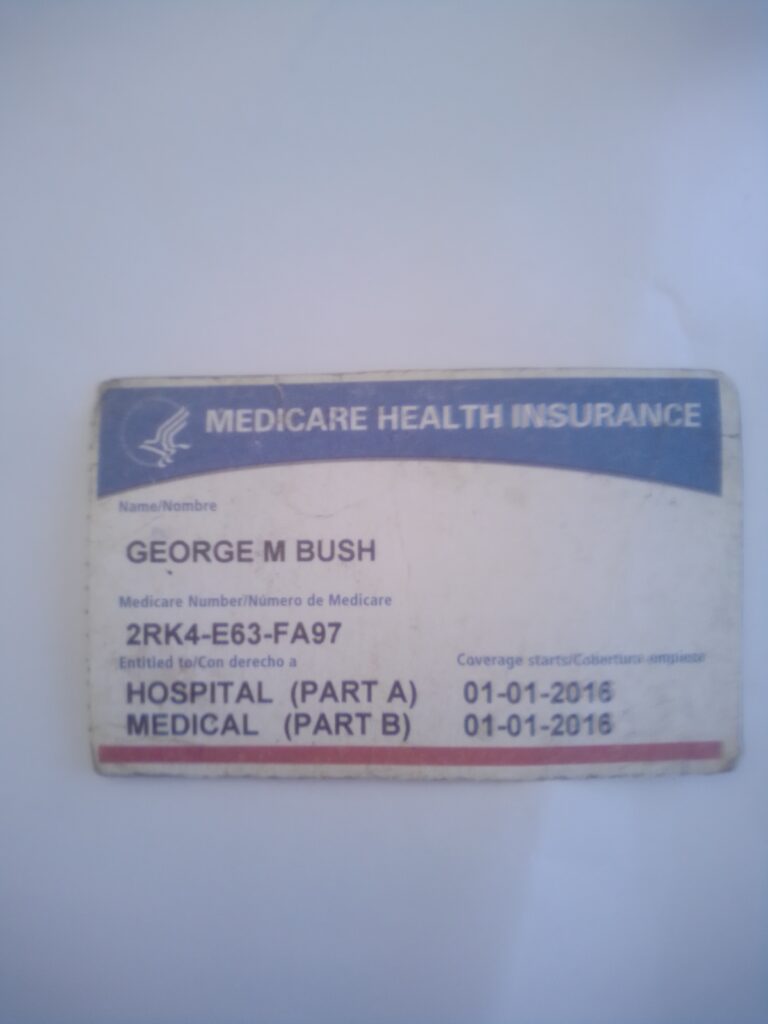 MEDICARE HEALTH INSURANCE
Name/Nombre
GEORGE M BUSH
Medicare Number/Número de Medicare
2RK4-E63-FA97
Entitled to/Con derecho a
Coverage starts/Cobertura empieza
HOSPITAL (PART A) 01-01-2016
MEDICAL (PART B) 01-01-2016